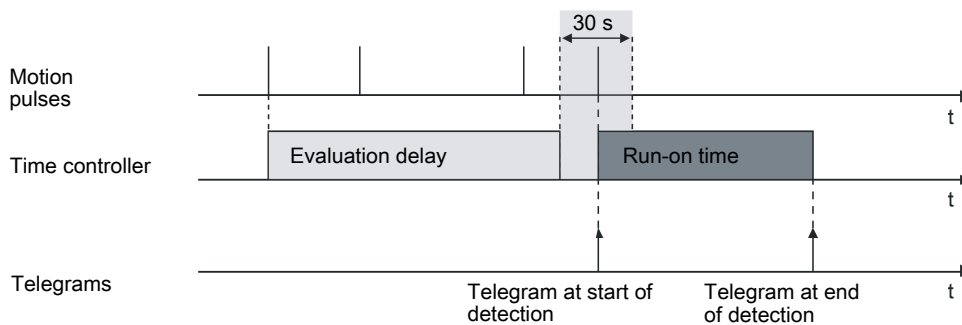 30 s
Motion
pulses
t
Time controller
Evaluation delay
Run-on time
t
Telegrams
t
Telegram at start of
detection
Telegram at end
of detection